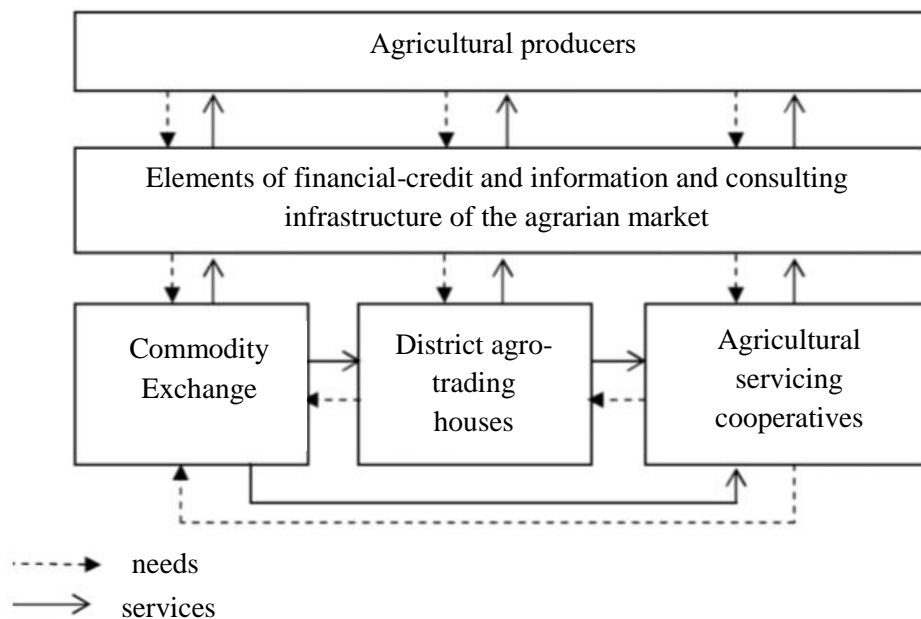 Agricultural producers
Elements of financial-credit and information and consulting
infrastructure of the agrarian market
Commodity
Exchange
District agro-
trading
houses
Agricultural
servicing
cooperatives
needs
services